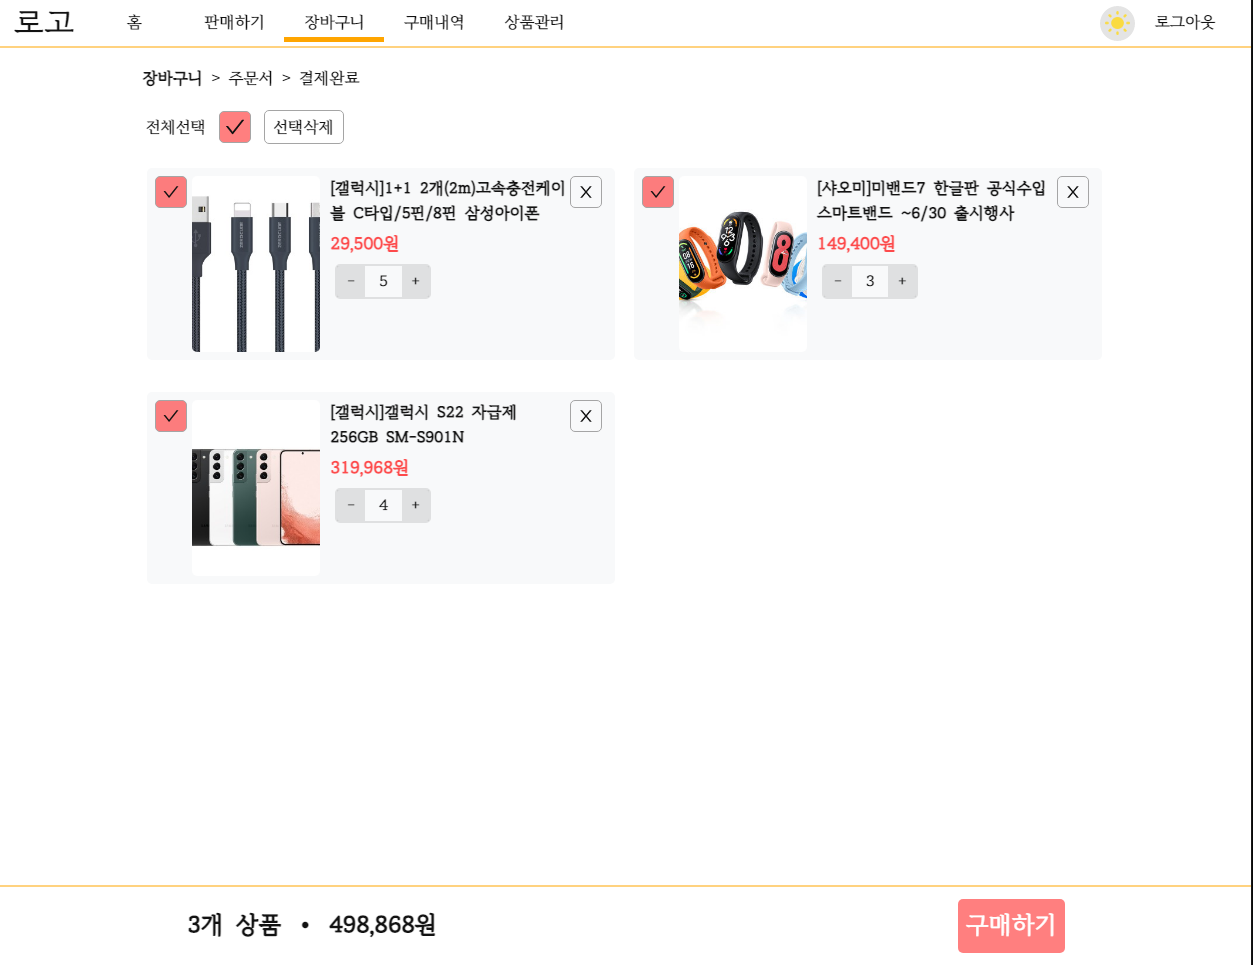 로고 홈 판매하기 장바구니 구매내역 상품관리 로그아웃
장바구니 > 주문서 > 결제완료
전체선택 선택삭제
[갤럭시]1+1 2개(2m)고속충전케이
블 C타입/5핀/8핀 삼성아이폰
29,500원
- 5 +
X
[샤오미]미밴드7 한글판 공식수입
스마트밴드 ~6/30 출시행사
149,400원
- 3 +
X
[갤럭시]갤럭시 S22 자급제
256GB SM-S901N
319,968원
- 4 +
X
3개 상품 • 498,868원
구매하기